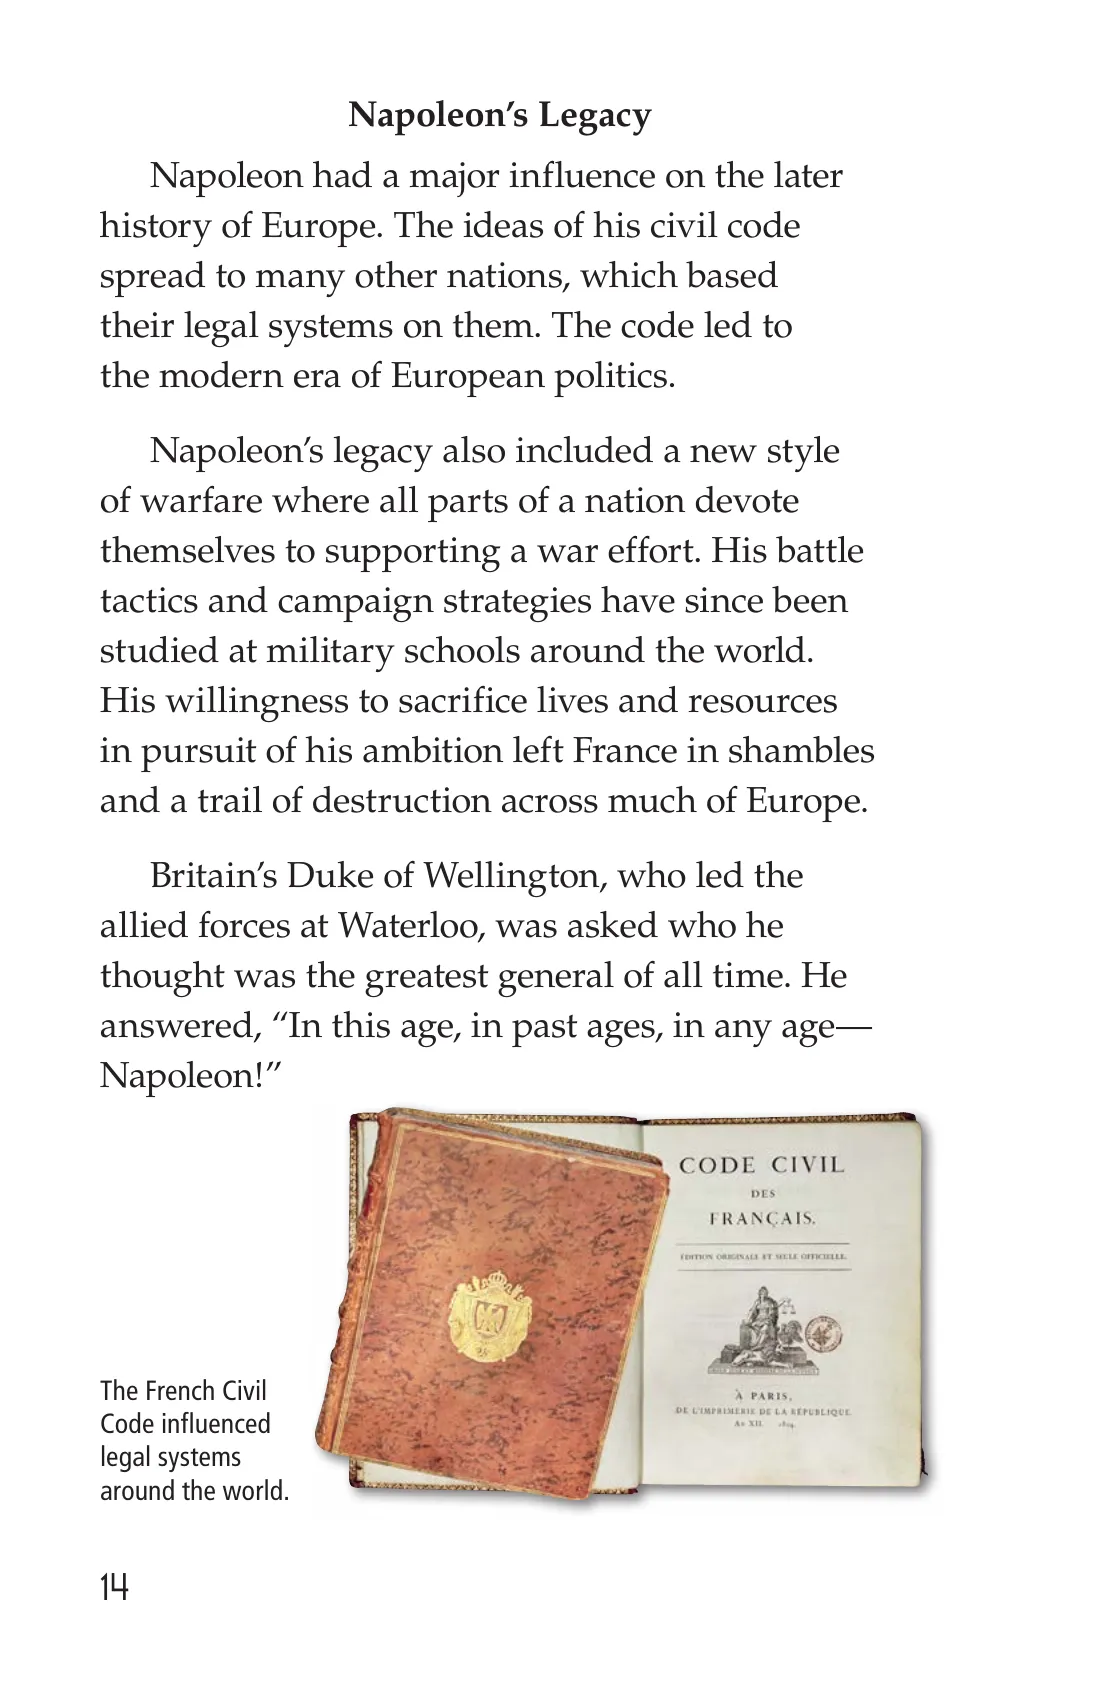 Napoleon’s Legacy
Napoleon had a major influence on the later
history of Europe. The ideas of his civil code
spread to many other nations, which based
their legal systems on them. The code led to
the modern era of European politics.
Napoleon’s legacy also included a new style
of warfare where all parts of a nation devote
themselves to supporting a war effort. His battle
tactics and campaign strategies have since been
studied at military schools around the world.
His willingness to sacrifice lives and resources
in pursuit of his ambition left France in shambles
and a trail of destruction across much of Europe.
Britain’s Duke of Wellington, who led the
allied forces at Waterloo, was asked who he
thought was the greatest general of all time. He
answered, “In this age, in past ages, in any age—
Napoleon!”
CODE CIVIL
DES
FRANÇAIS.
ÉDITION ORIGINALE ET SEULE OFFICIELLE.
À PARIS,
DE L'IMPRIMERIE DE LA RÉPUBLIQUE.
AN XII. 1804.
The French Civil
Code influenced
legal systems
around the world.
14